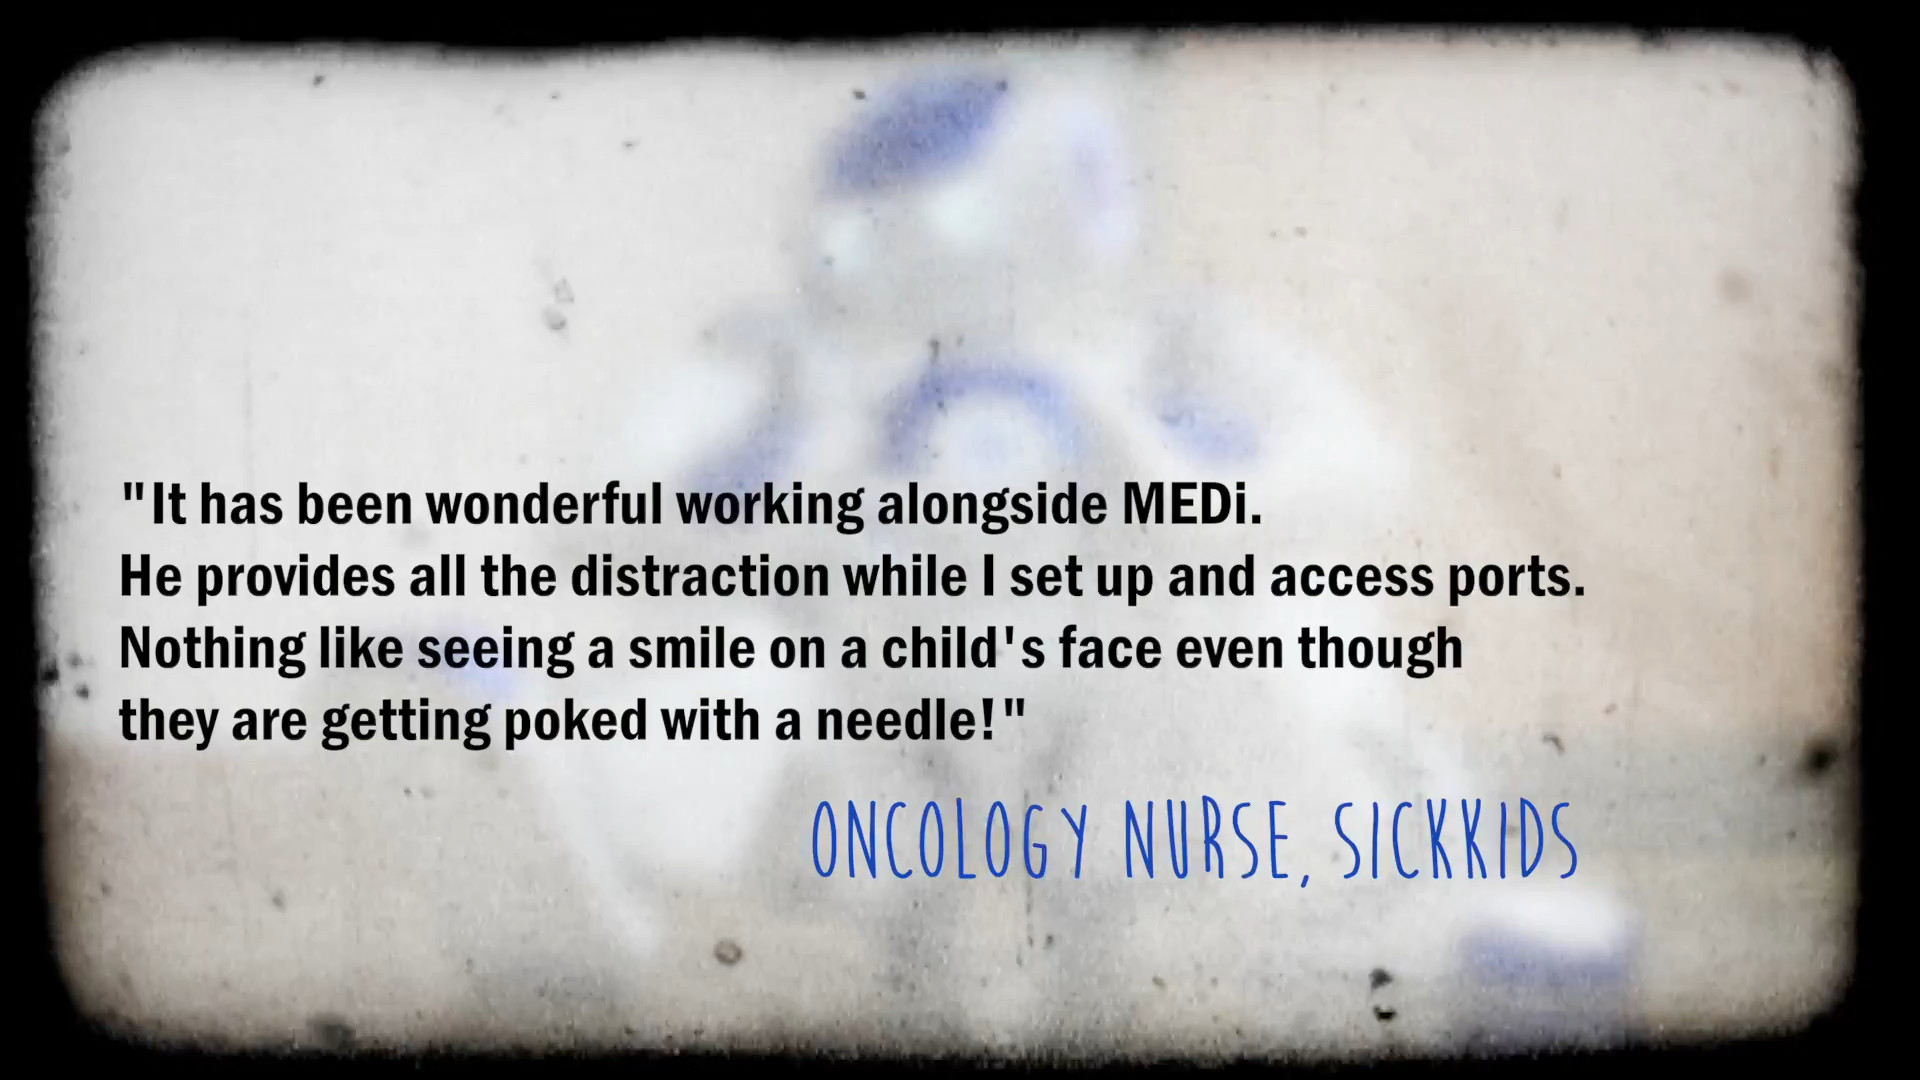 "It has been wonderful working alongside MEDi.
He provides all the distraction while I set up and access ports.
Nothing like seeing a smile on a child's face even though
they are getting poked with a needle!"
ONCOLOGY NURSE, SICKKIDS